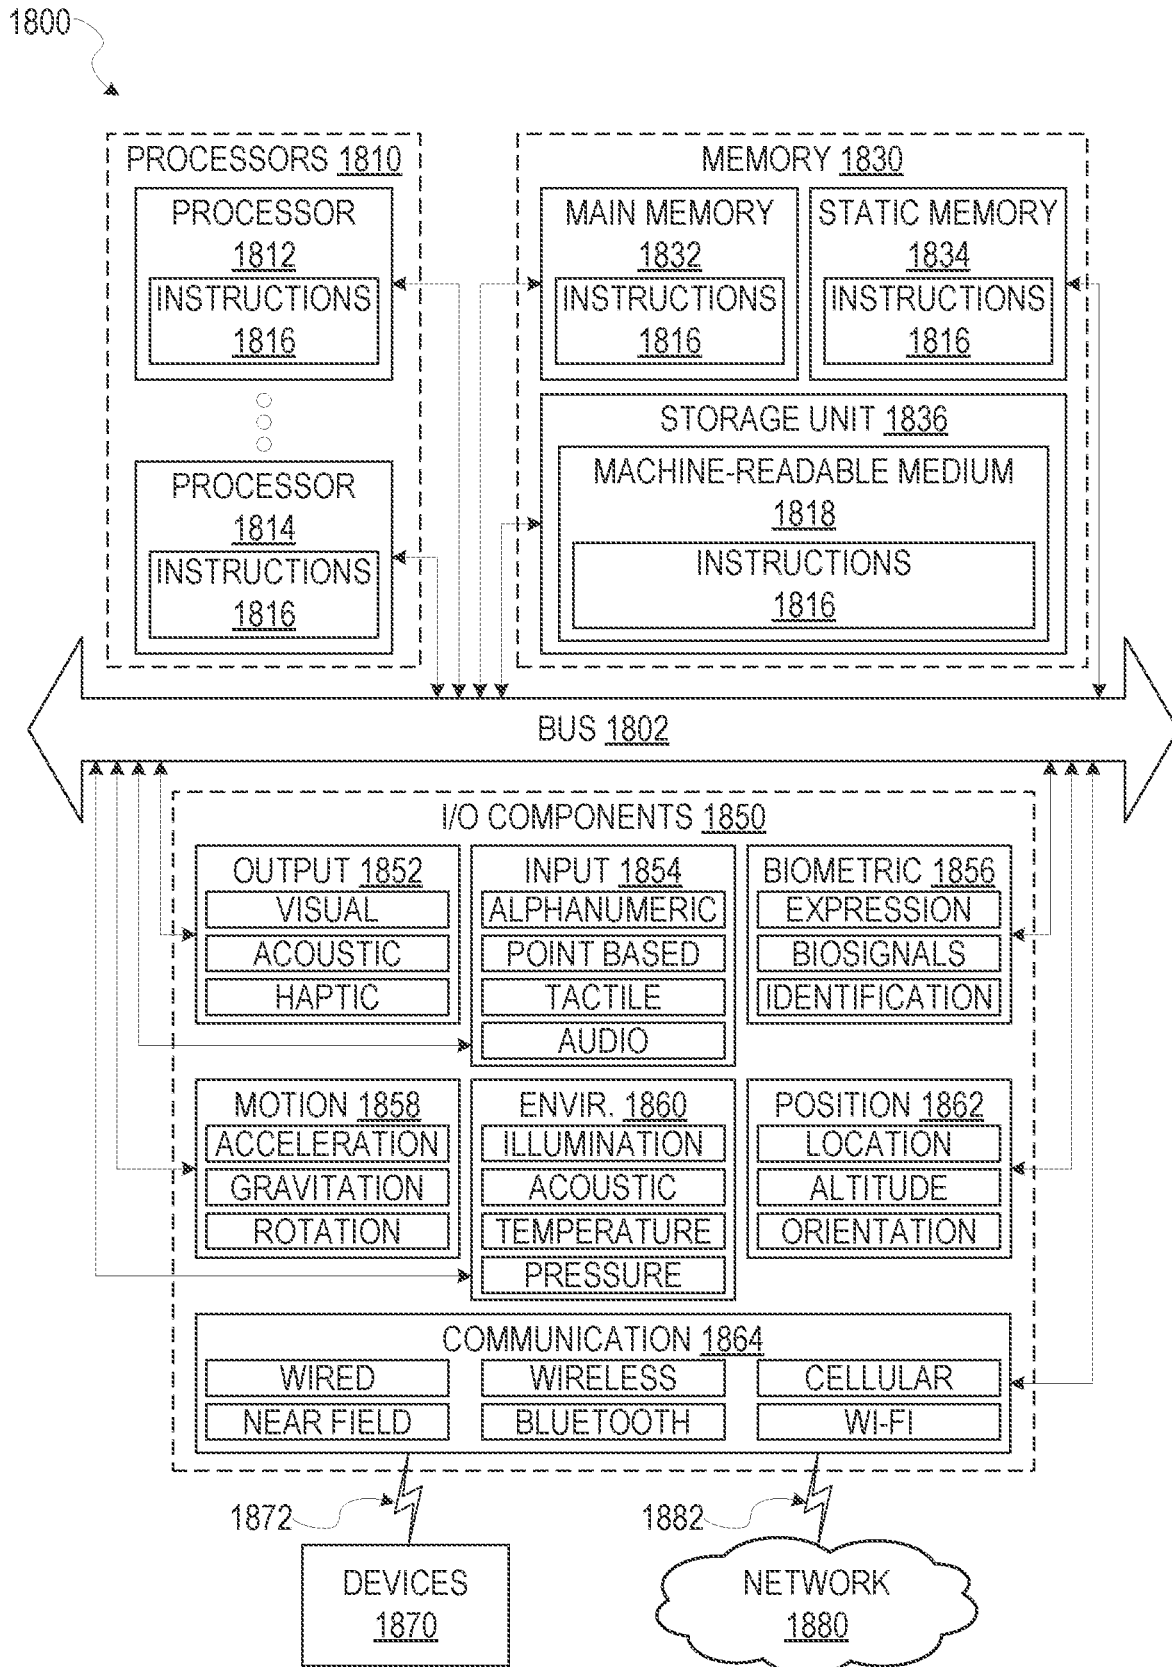 1800
PROCESSORS 1810
PROCESSOR
1812
INSTRUCTIONS
1816
PROCESSOR
1814
INSTRUCTIONS
1816
MEMORY 1830
MAIN MEMORY
1832
INSTRUCTIONS
1816
STATIC MEMORY
1834
INSTRUCTIONS
1816
STORAGE UNIT 1836
MACHINE-READABLE MEDIUM
1818
INSTRUCTIONS
1816
BUS 1802
I/O COMPONENTS 1850
OUTPUT 1852
VISUAL
ACOUSTIC
HAPTIC
INPUT 1854
ALPHANUMERIC
POINT BASED
TACTILE
AUDIO
BIOMETRIC 1856
EXPRESSION
BIOSIGNALS
IDENTIFICATION
MOTION 1858
ACCELERATION
GRAVITATION
ROTATION
ENVIR. 1860
ILLUMINATION
ACOUSTIC
TEMPERATURE
PRESSURE
POSITION 1862
LOCATION
ALTITUDE
ORIENTATION
COMMUNICATION 1864
WIRED
WIRELESS
CELLULAR
NEAR FIELD
BLUETOOTH
WI-FI
1872
1882
DEVICES
1870
NETWORK
1880